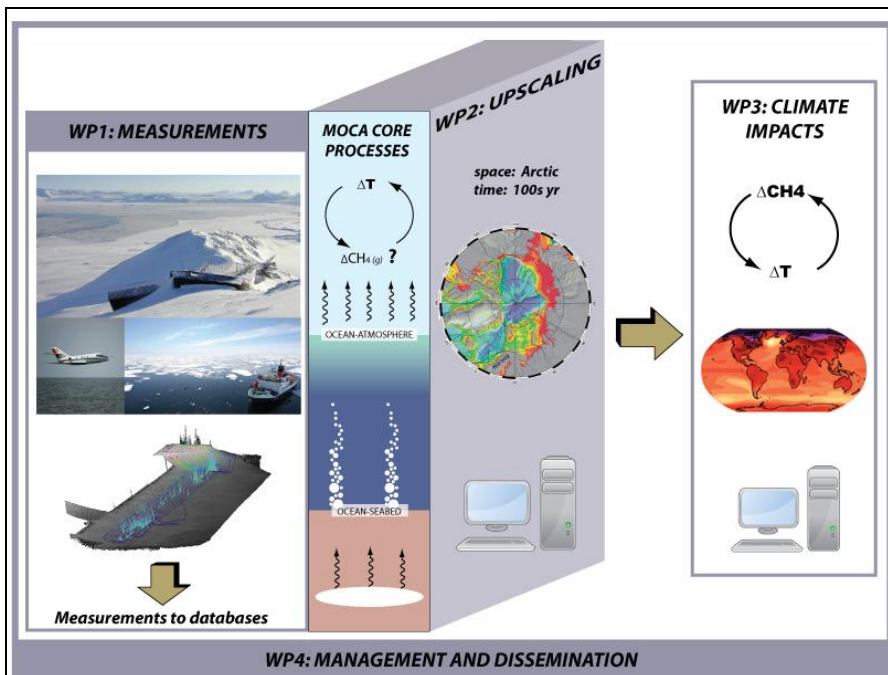 WP1: MEASUREMENTS
Measurements to databases
MOCA CORE
PROCESSES
ΔT
ΔCH4 (g) ?
OCEAN-ATMOSPHERE
OCEAN-SEABED
WP2: UPSCALING
space: Arctic
time: 100s yr
WP3: CLIMATE
IMPACTS
ΔCH4
ΔT
WP4: MANAGEMENT AND DISSEMINATION